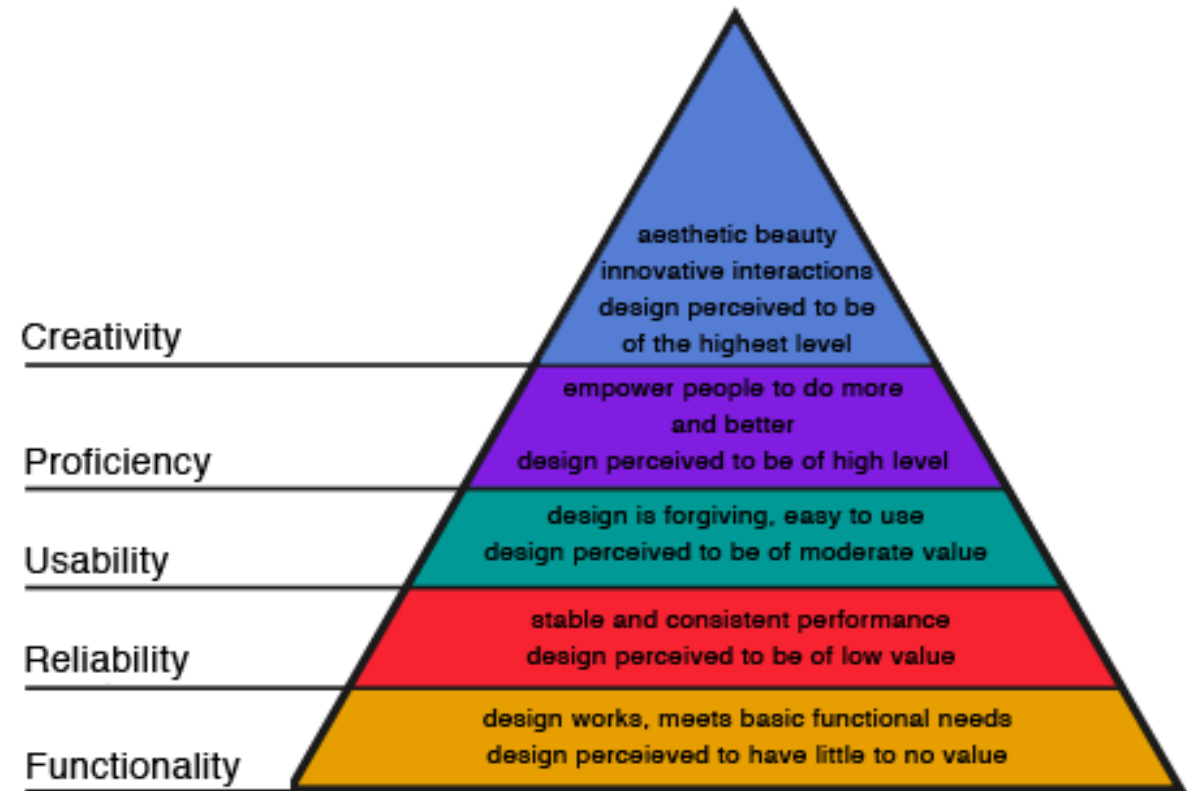 aesthetic beauty
innovative interactions
design perceived to be
of the highest level
Creativity
empower people to do more
and better
design perceived to be of high level
Proficiency
design is forgiving, easy to use
design perceived to be of moderate value
Usability
stable and consistent performance
design perceived to be of low value
Reliability
design works, meets basic functional needs
design perceieved to have little to no value
Functionality